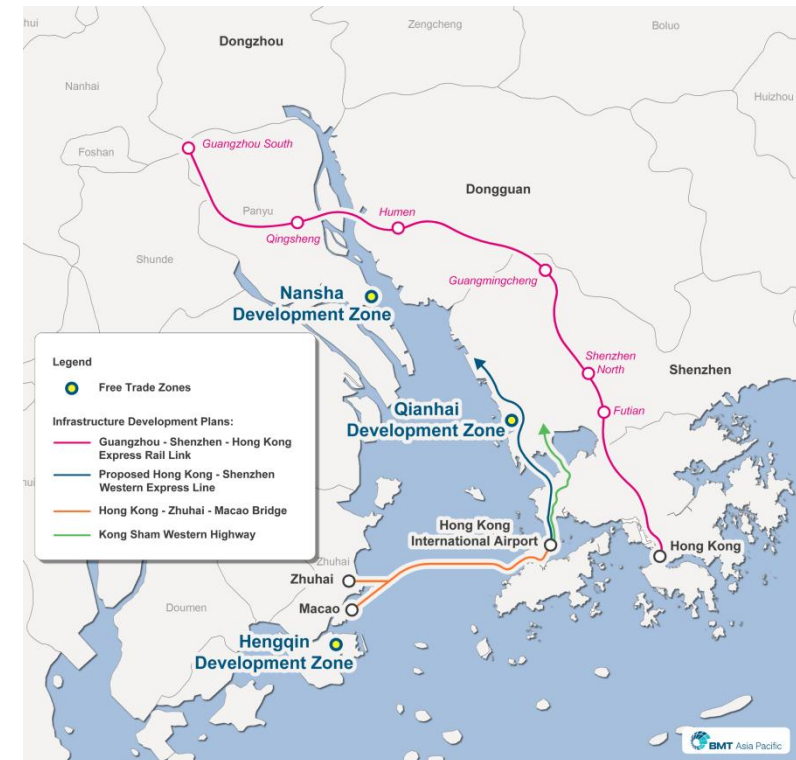 hui
Dongzhou
Zengcheng
Boluo
Nanhai
Huizhou
Foshan
Guangzhou South
Dongguan
Panyu
Humen
Qingsheng
Shunde
Guangmingcheng
Nansha
Development Zone
Shenzhen
North
Shenzhen
Futian
Qianhai
Development Zone
Legend
Free Trade Zones
Infrastructure Development Plans:
Guangzhou - Shenzhen - Hong Kong
Express Rail Link
Proposed Hong Kong - Shenzhen
Western Express Line
Hong Kong - Zhuhai - Macao Bridge
Kong Sham Western Highway
hui
Hong Kong
International Airport
Hong Kong
Zhuhai
Zhuhai
Macao
Doumen
Hengqin
Development Zone
BMT Asia Pacific